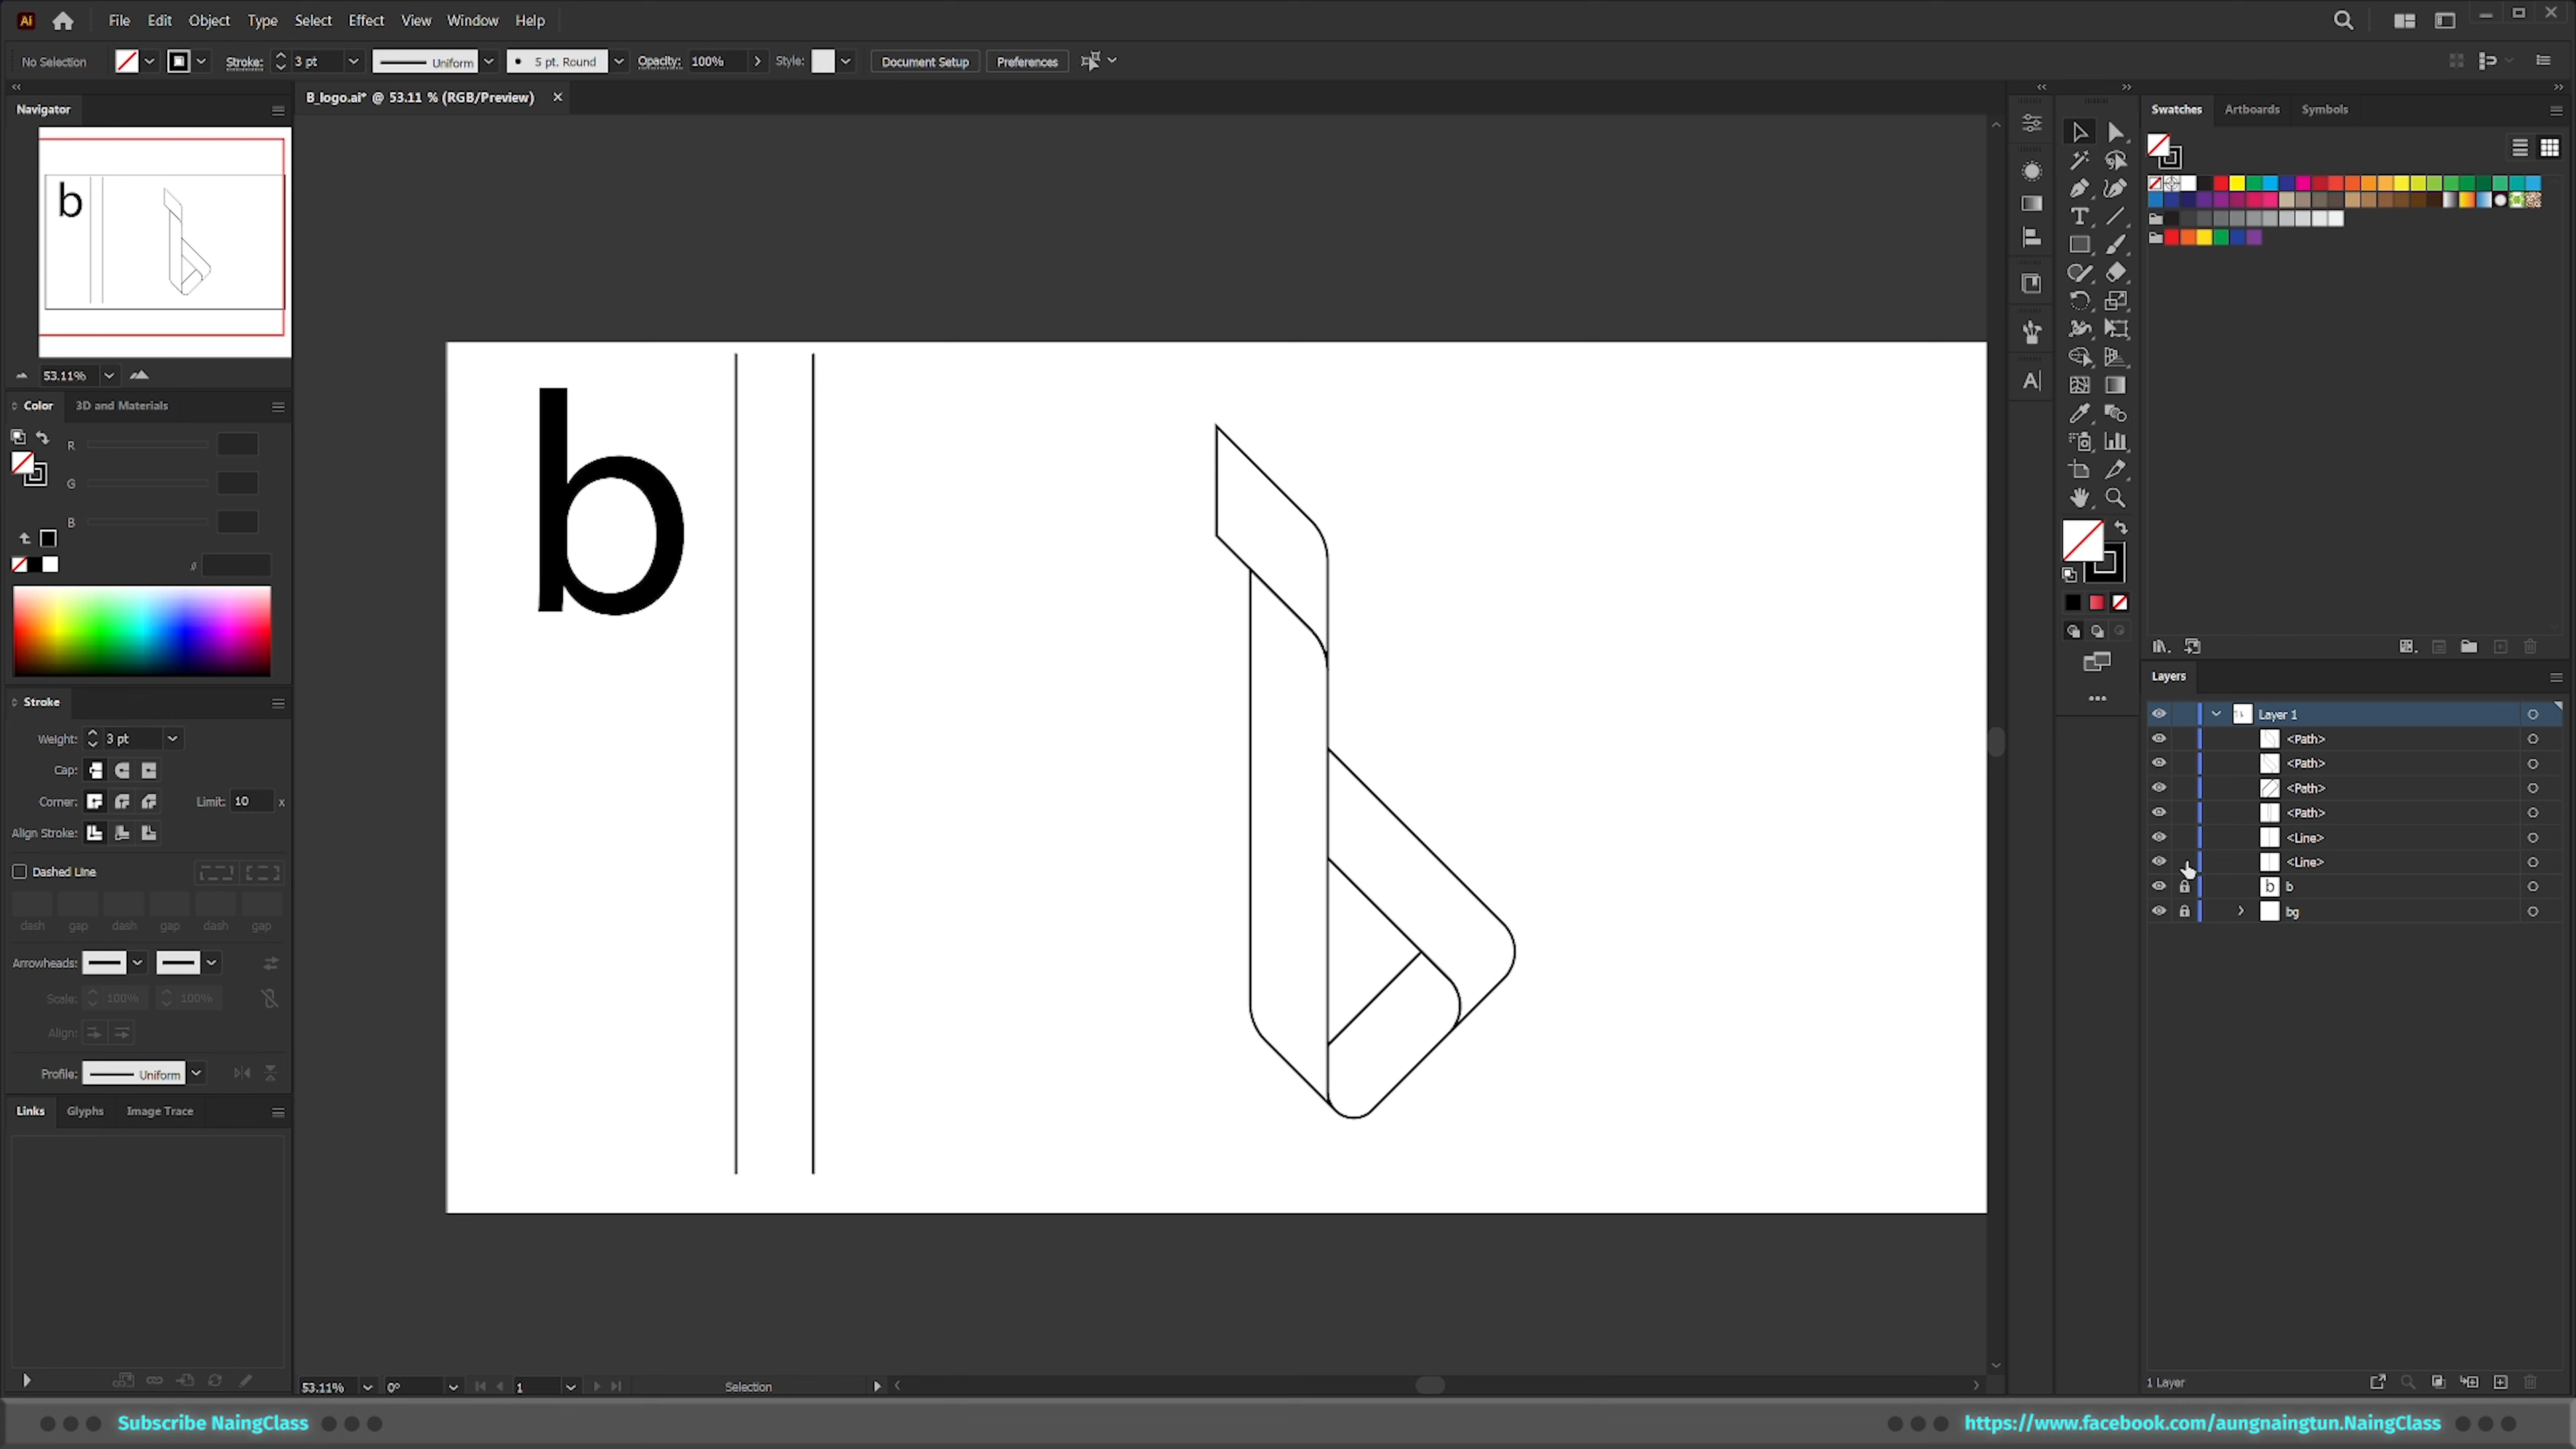 Ai File Edit Object Type Select Effect View Window Help
No Selection Stroke: 3 pt Uniform 5 pt. Round Opacity: 100% Style: Document Setup Preferences
Navigator
B_logo.ai* @ 53.11 % (RGB/Preview)
b
53.11%
Color 3D and Materials
R
G
B
#
Stroke
Weight: 3 pt
Cap:
Corner: Limit: 10 x
Align Stroke:
Dashed Line
dash gap dash gap dash gap
Arrowheads:
Scale: 100% 100%
Align:
Profile: Uniform
Links Glyphs Image Trace
b
53.11% 0° 1 Selection
Swatches Artboards Symbols
Layers
Layer 1
<Path>
<Path>
<Path>
<Path>
<Line>
<Line>
b b
bg
1 Layer
Subscribe NaingClass
https://www.facebook.com/aungnaingtun.NaingClass